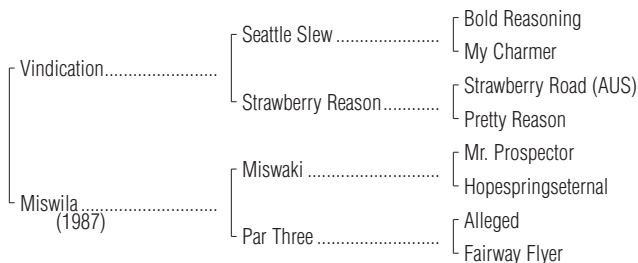 Bold Reasoning
Seattle Slew ....................
My Charmer
Vindication......................
Strawberry Road (AUS)
Strawberry Reason...........
Pretty Reason
Mr. Prospector
Miswaki .........................
Hopespringseternal
Miswila ..........................
(1987)
Alleged
Par Three .......................
Fairway Flyer